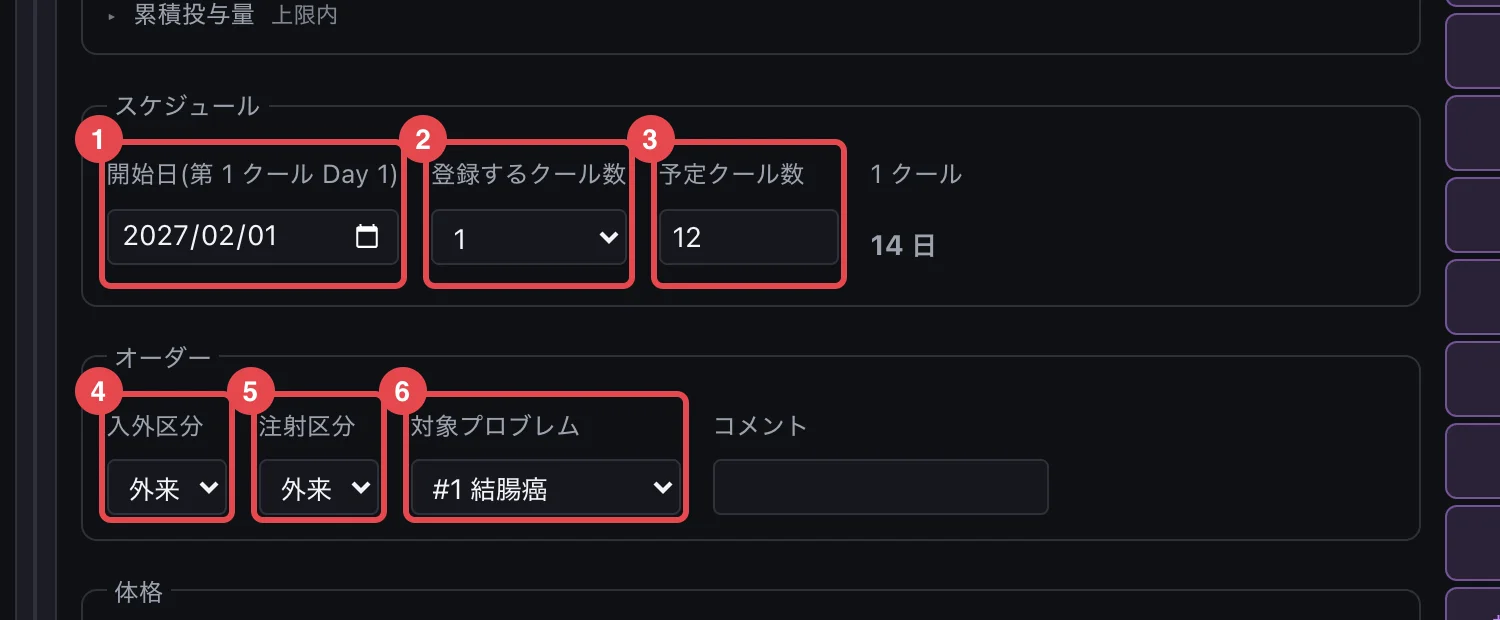 ▸ 累積投与量 上限内
スケジュール
1 2 3
開始日(第 1 クール Day 1) 登録するクール数 予定クール数 1 クール
2027/02/01 1 12 14 日
オーダー
4 5 6
入外区分 注射区分 対象プロブレム コメント
外来 外来 #1 結腸癌
体格